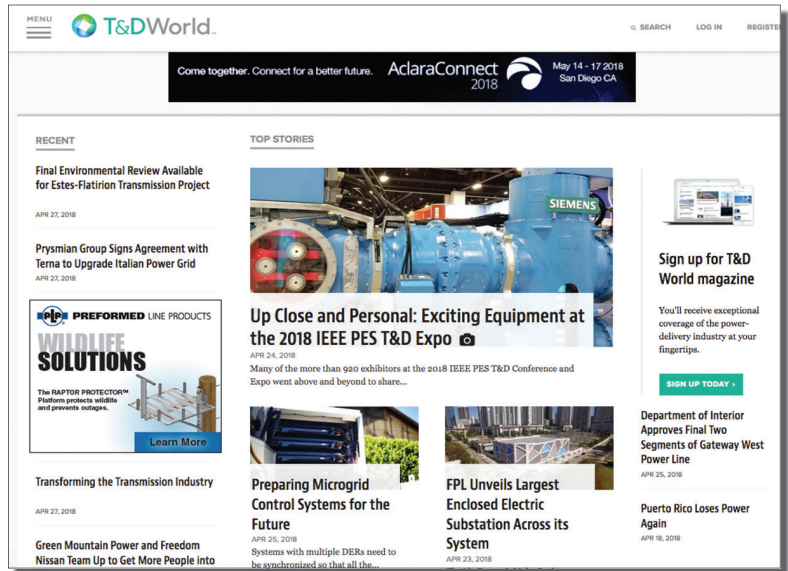 MENU
T&DWorld
SEARCH
LOG IN
REGISTE
Come together. Connect for a better future.
AclaraConnect
2018
May 14 - 17 2018
San Diego CA
RECENT
Final Environmental Review Available
for Estes-Flatirion Transmission Project
APR 27, 2018
Prysmian Group Signs Agreement with
Terna to Upgrade Italian Power Grid
APR 27, 2018
PLP PREFORMED LINE PRODUCTS
WILDLIFE
SOLUTIONS
The RAPTOR PROTECTOR™
Platform protects wildlife
and prevents outages.
Learn More
Transforming the Transmission Industry
APR 27, 2018
Green Mountain Power and Freedom
Nissan Team Up to Get More People into
TOP STORIES
SIEMENS
Up Close and Personal: Exciting Equipment at
the 2018 IEEE PES T&D Expo
APR 24, 2018
Many of the more than 920 exhibitors at the 2018 IEEE PES T&D Conference and
Expo went above and beyond to share...
Preparing Microgrid
Control Systems for the
Future
APR 25, 2018
Systems with multiple DERs need to
be synchronized so that all the...
FPL Unveils Largest
Enclosed Electric
Substation Across its
System
APR 23, 2018
Sign up for T&D
World magazine
You'll receive exceptional
coverage of the power-
delivery industry at your
fingertips.
SIGN UP TODAY ›
Department of Interior
Approves Final Two
Segments of Gateway West
Power Line
APR 25, 2018
Puerto Rico Loses Power
Again
APR 18, 2018